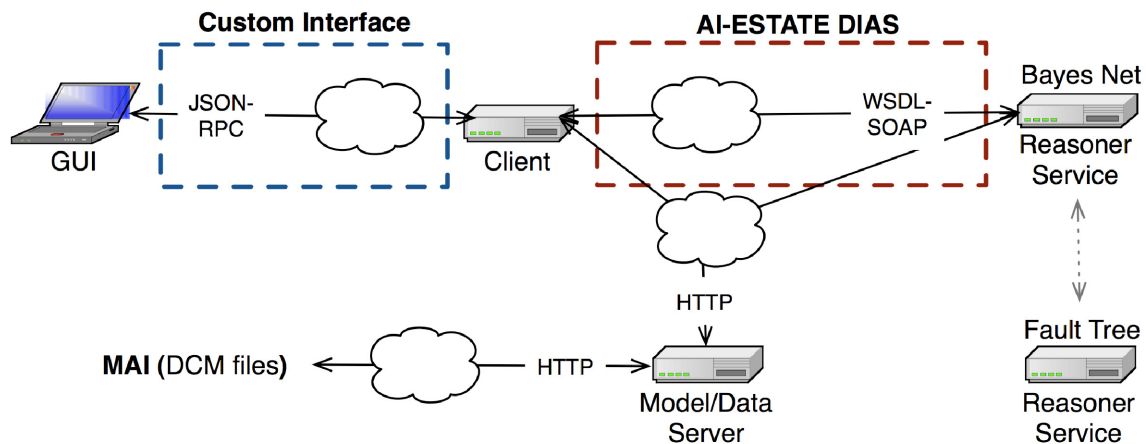 Custom Interface
AI-ESTATE DIAS
JSON-
RPC
GUI
Client
WSDL-
SOAP
Bayes Net
Reasoner
Service
HTTP
MAI (DCM files)
HTTP
Model/Data
Server
Fault Tree
Reasoner
Service